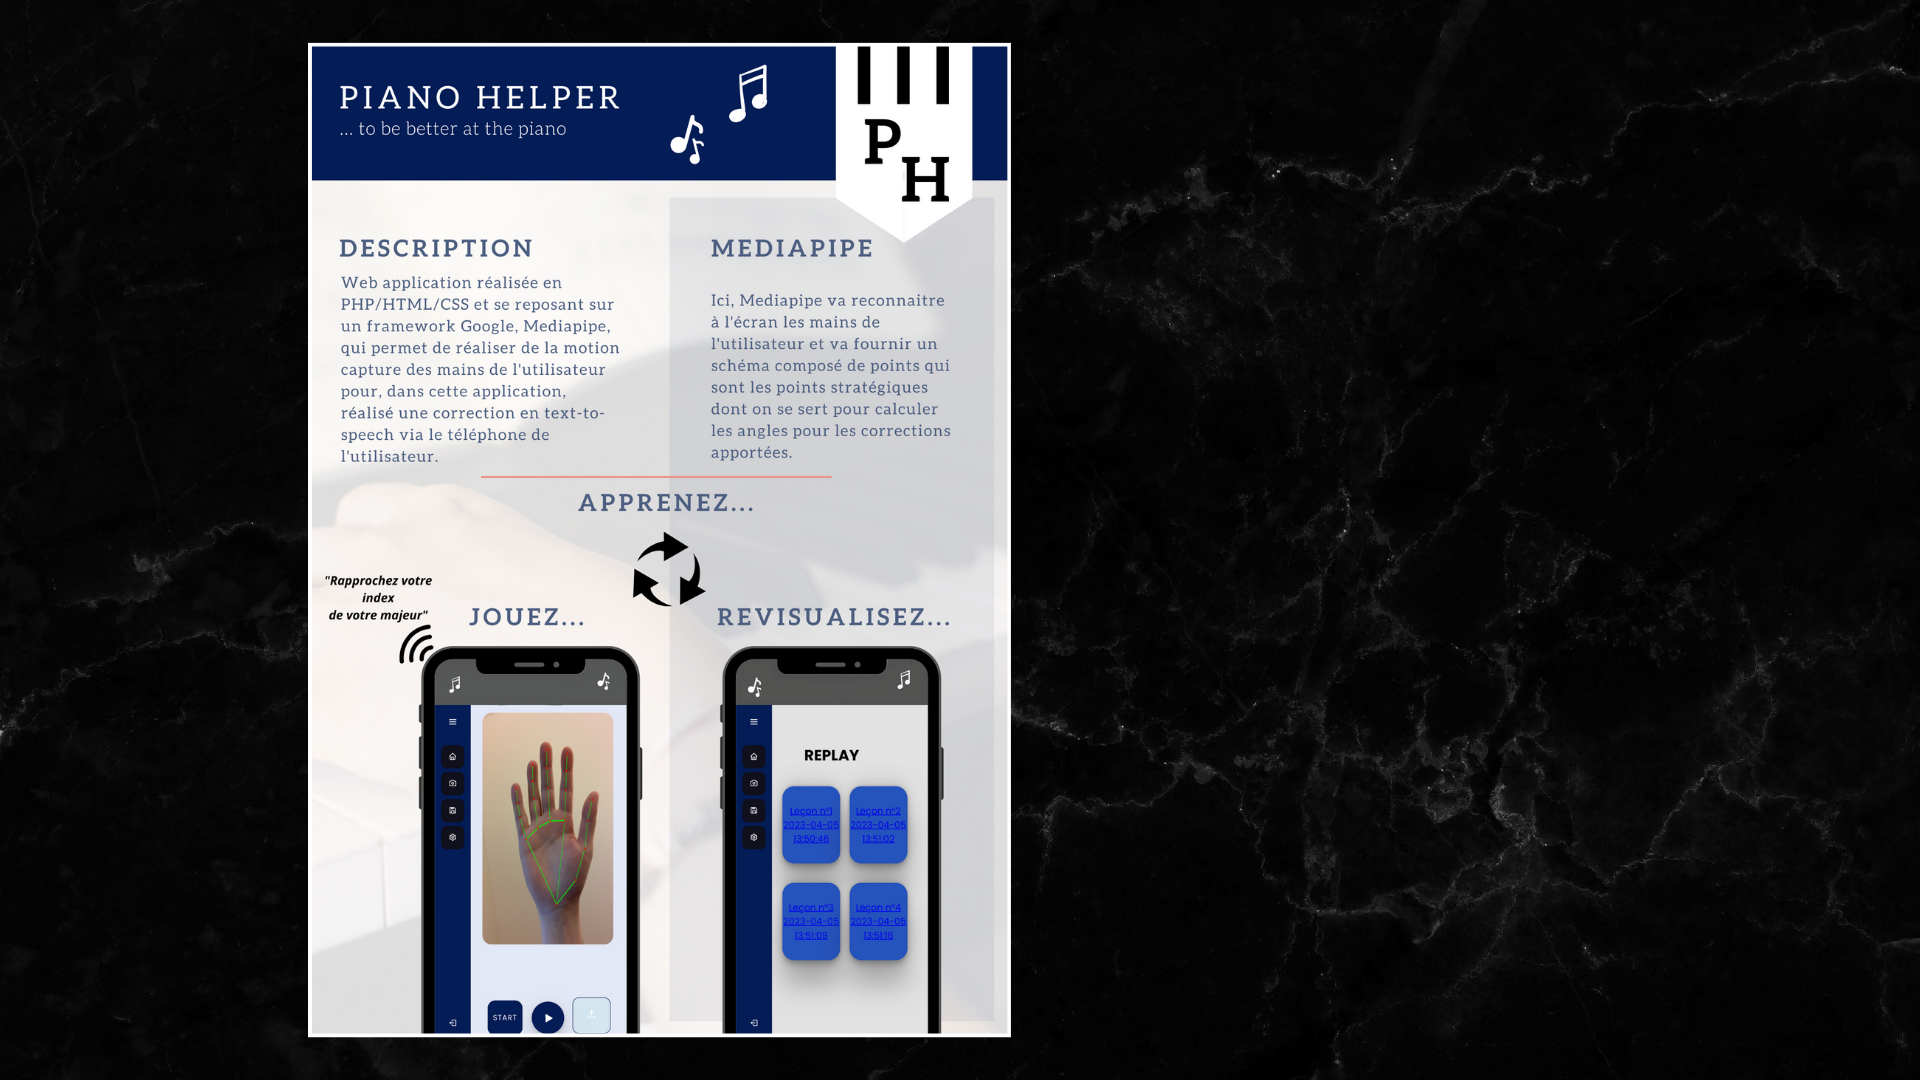 PIANO HELPER
... to be better at the piano
P
H
DESCRIPTION
Web application réalisée en
PHP/HTML/CSS et se reposant sur
un framework Google, Mediapipe,
qui permet de réaliser de la motion
capture des mains de l'utilisateur
pour, dans cette application,
réalisé une correction en text-to-
speech via le téléphone de
l'utilisateur.
MEDIAPIPE
Ici, Mediapipe va reconnaitre
à l'écran les mains de
l'utilisateur et va fournir un
schéma composé de points qui
sont les points stratégiques
dont on se sert pour calculer
les angles pour les corrections
apportées.
APPRENEZ...
"Rapprochez votre
index
de votre majeur"
JOUEZ...
START
REVISUALISEZ...
REPLAY
Leçon n°1
2023-04-05
13:50:46
Leçon n°2
2023-04-05
13:51:02
Leçon n°3
2023-04-05
13:51:09
Leçon n°4
2023-04-05
13:51:16